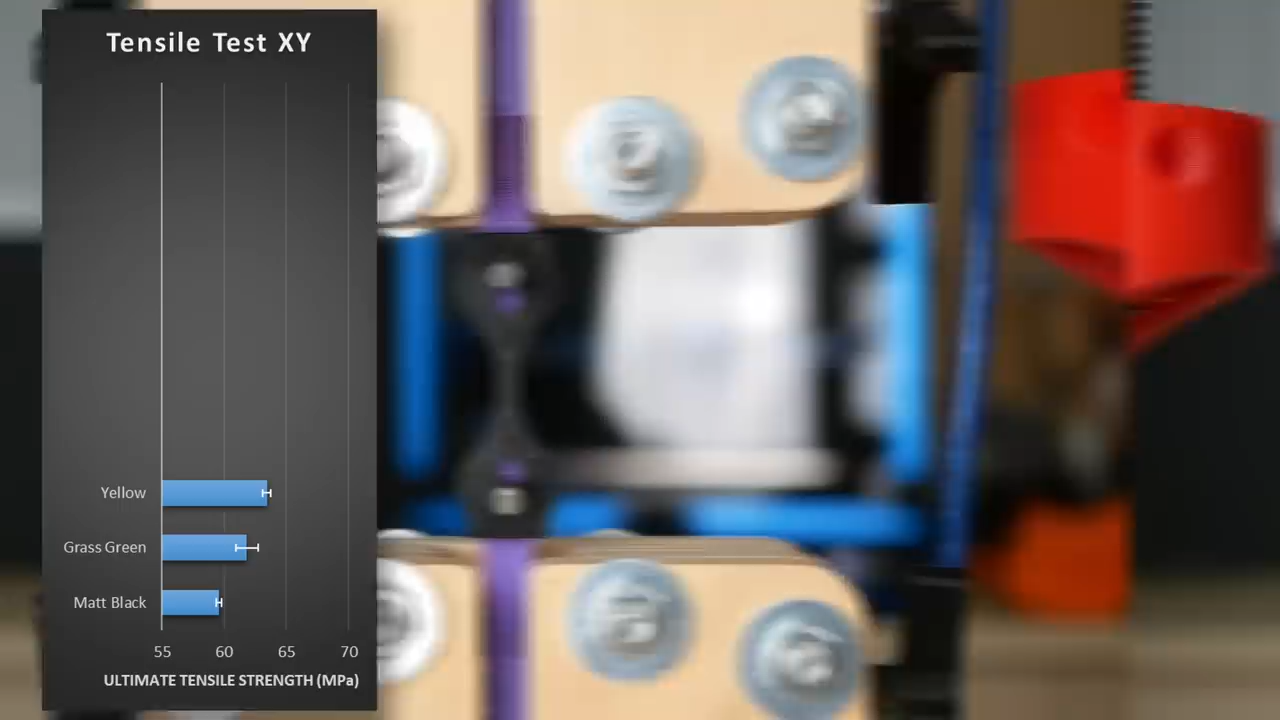 Tensile Test XY
Yellow
Grass Green
Matt Black
55 60 65 70
ULTIMATE TENSILE STRENGTH (MPa)